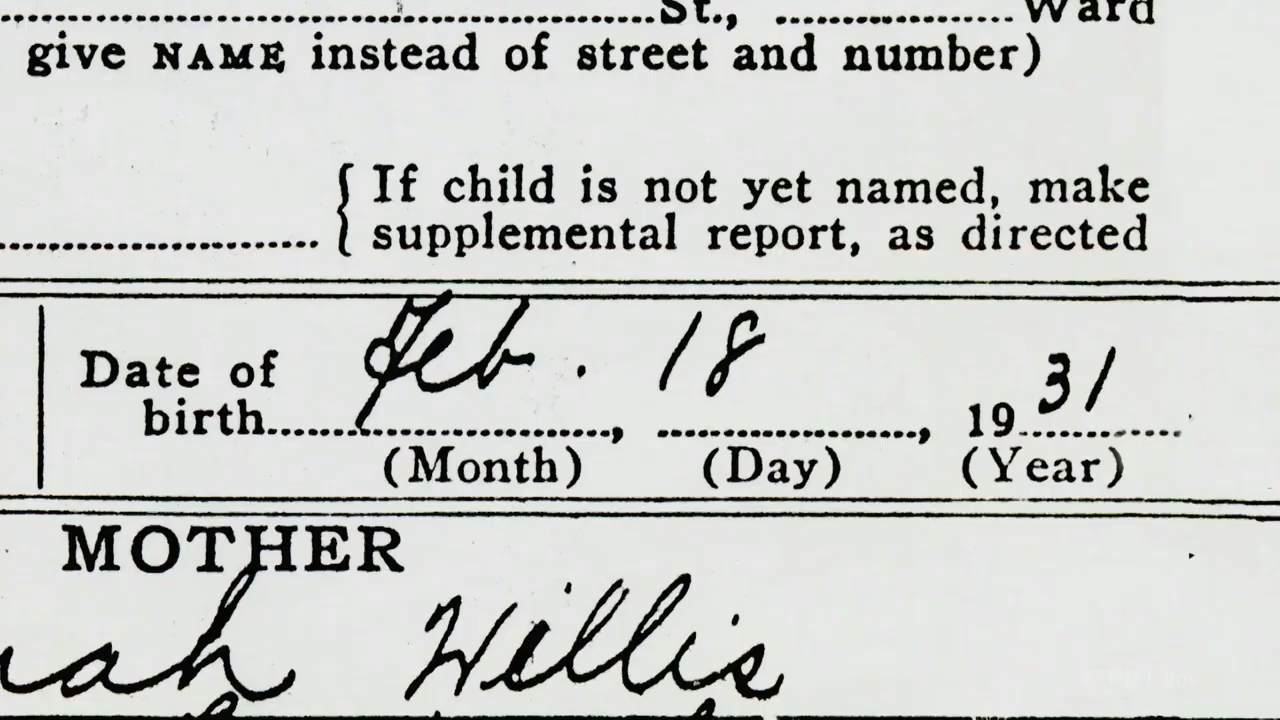 St., Ward
give NAME instead of street and number)
If child is not yet named, make
supplemental report, as directed
Date of Feb. 18
birth , , 19 31
(Month) (Day) (Year)
MOTHER
Willis